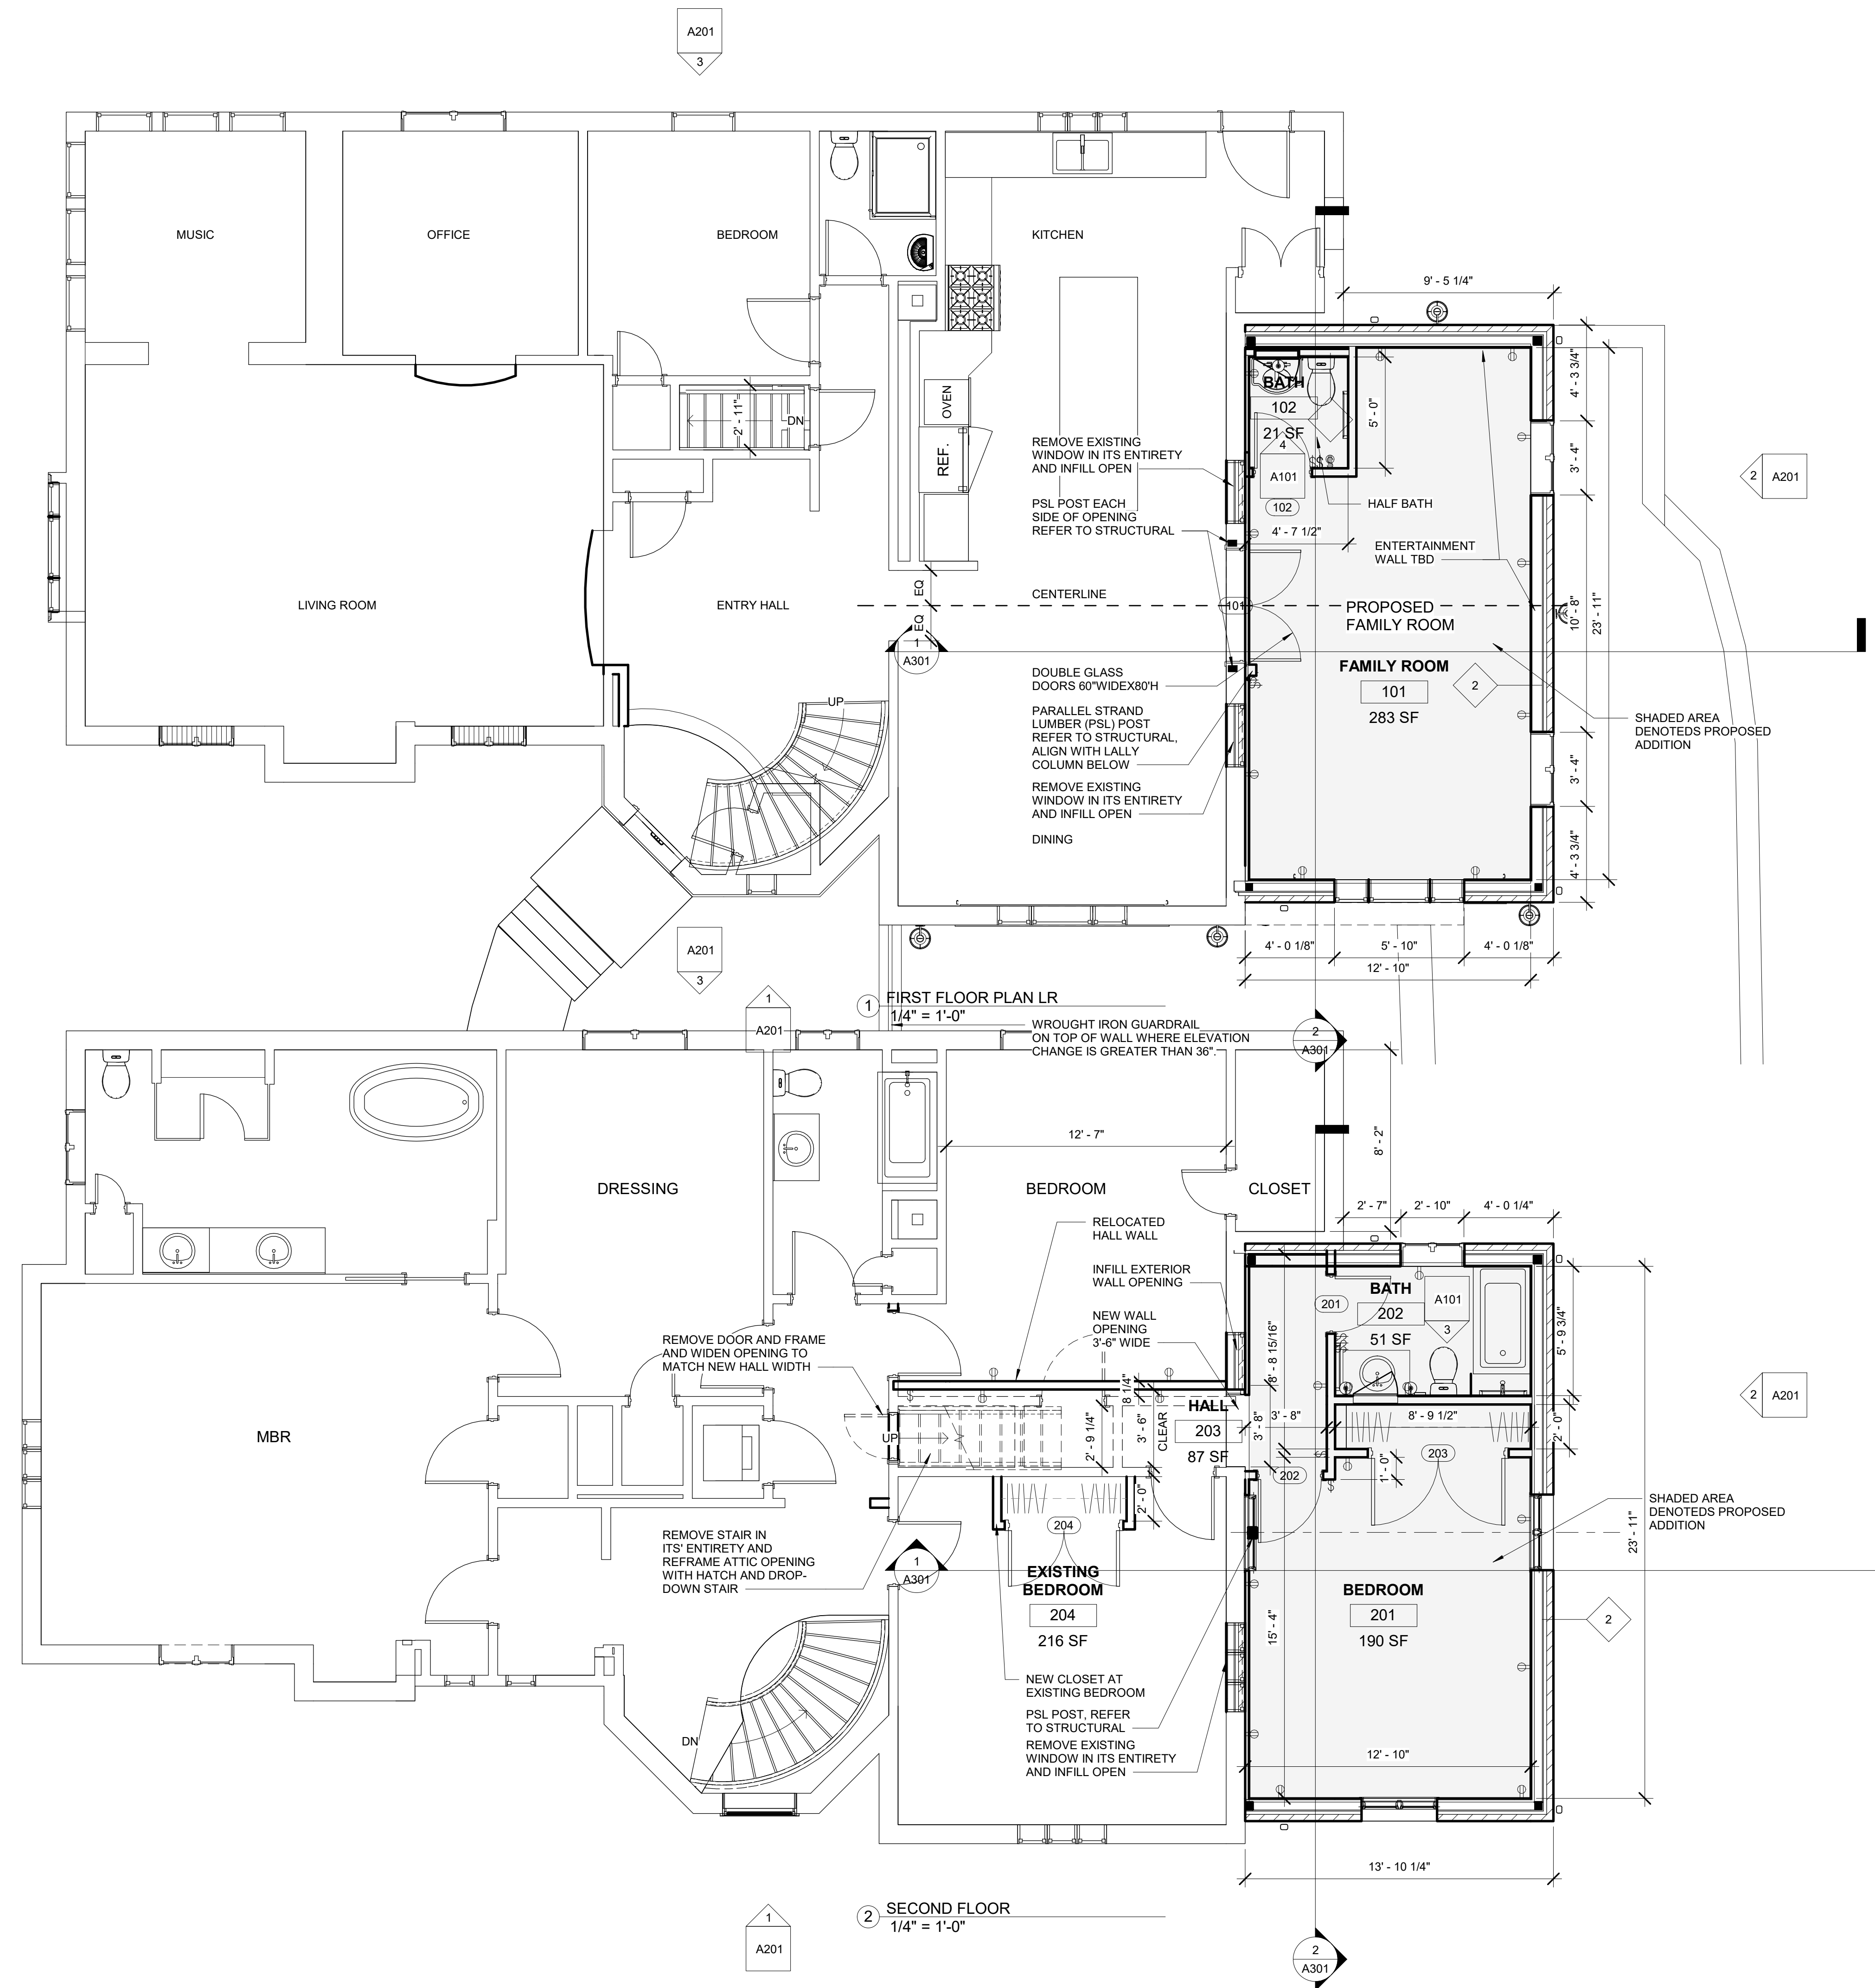 A201
3
MUSIC
OFFICE
BEDROOM
KITCHEN
9' - 5 1/4"
BATH
102
21 SF
4
A101
102
5' - 0"
4' - 3 3/4"
3' - 4"
10' - 8"
23' - 11"
3' - 4"
4' - 3 3/4"
2
A201
2' - 11"
DN
OVEN
REF.
REMOVE EXISTING
WINDOW IN ITS ENTIRETY
AND INFILL OPEN
PSL POST EACH
SIDE OF OPENING
REFER TO STRUCTURAL
HALF BATH
4' - 7 1/2"
ENTERTAINMENT
WALL TBD
LIVING ROOM
ENTRY HALL
EQ
EQ
CENTERLINE
101
PROPOSED
FAMILY ROOM
1
A301
FAMILY ROOM
101
283 SF
2
DOUBLE GLASS
DOORS 60"WIDEX80'H
PARALLEL STRAND
LUMBER (PSL) POST
REFER TO STRUCTURAL,
ALIGN WITH LALLY
COLUMN BELOW
REMOVE EXISTING
WINDOW IN ITS ENTIRETY
AND INFILL OPEN
SHADED AREA
DENOTEDS PROPOSED
ADDITION
UP
DINING
4' - 0 1/8"
5' - 10"
4' - 0 1/8"
12' - 10"
A201
3
1
FIRST FLOOR PLAN LR
1/4" = 1'-0"
1
A201
WROUGHT IRON GUARDRAIL
ON TOP OF WALL WHERE ELEVATION
CHANGE IS GREATER THAN 36".
2
A301
12' - 7"
8' - 2"
DRESSING
BEDROOM
CLOSET
2' - 7"
2' - 10"
4' - 0 1/4"
RELOCATED
HALL WALL
INFILL EXTERIOR
WALL OPENING
NEW WALL
OPENING
3'-6" WIDE
201
BATH
202
51 SF
A101
3
5' - 9 3/4"
8' - 8 15/16"
REMOVE DOOR AND FRAME
AND WIDEN OPENING TO
MATCH NEW HALL WIDTH
MBR
UP
8 1/4"
2' - 9 1/4"
3' - 6"
CLEAR
HALL
203
87 SF
3' - 8"
3' - 8"
8' - 9 1/2"
2' - 0"
203
202
1' - 0"
2' - 0"
204
2
A201
REMOVE STAIR IN
ITS' ENTIRETY AND
REFRAME ATTIC OPENING
WITH HATCH AND DROP-
DOWN STAIR
1
A301
EXISTING
BEDROOM
204
216 SF
BEDROOM
201
190 SF
SHADED AREA
DENOTEDS PROPOSED
ADDITION
23' - 11"
2
15' - 4"
NEW CLOSET AT
EXISTING BEDROOM
PSL POST, REFER
TO STRUCTURAL
REMOVE EXISTING
WINDOW IN ITS ENTIRETY
AND INFILL OPEN
DN
12' - 10"
13' - 10 1/4"
2
SECOND FLOOR
1/4" = 1'-0"
1
A201
2
A301